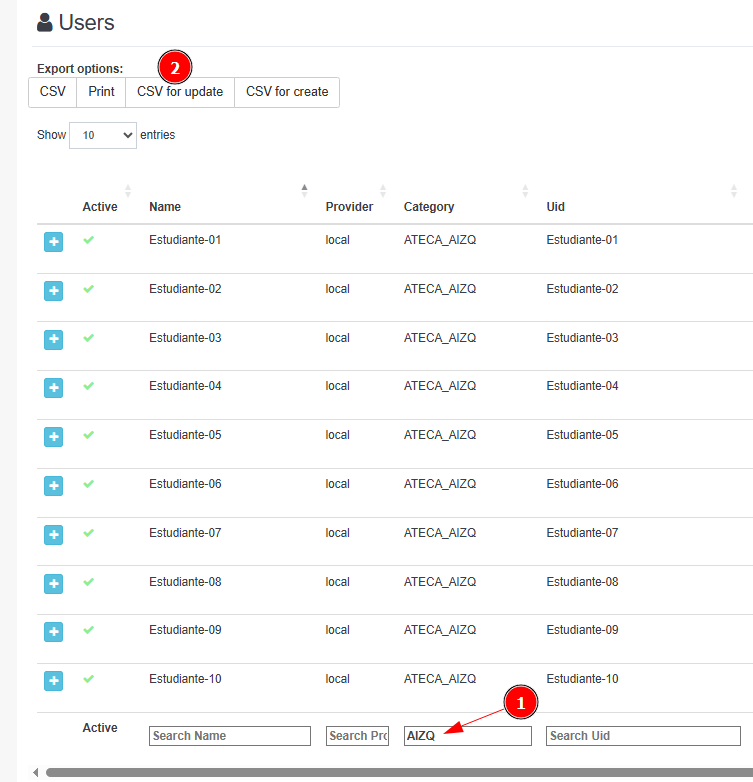 Users
Export options:
2
CSV Print CSV for update CSV for create
Show 10 entries
Active Name Provider Category Uid
Estudiante-01 local ATECA_AIZQ Estudiante-01
Estudiante-02 local ATECA_AIZQ Estudiante-02
Estudiante-03 local ATECA_AIZQ Estudiante-03
Estudiante-04 local ATECA_AIZQ Estudiante-04
Estudiante-05 local ATECA_AIZQ Estudiante-05
Estudiante-06 local ATECA_AIZQ Estudiante-06
Estudiante-07 local ATECA_AIZQ Estudiante-07
Estudiante-08 local ATECA_AIZQ Estudiante-08
Estudiante-09 local ATECA_AIZQ Estudiante-09
Estudiante-10 local ATECA_AIZQ Estudiante-10
1
Active Search Name Search Prc AIZQ Search Uid